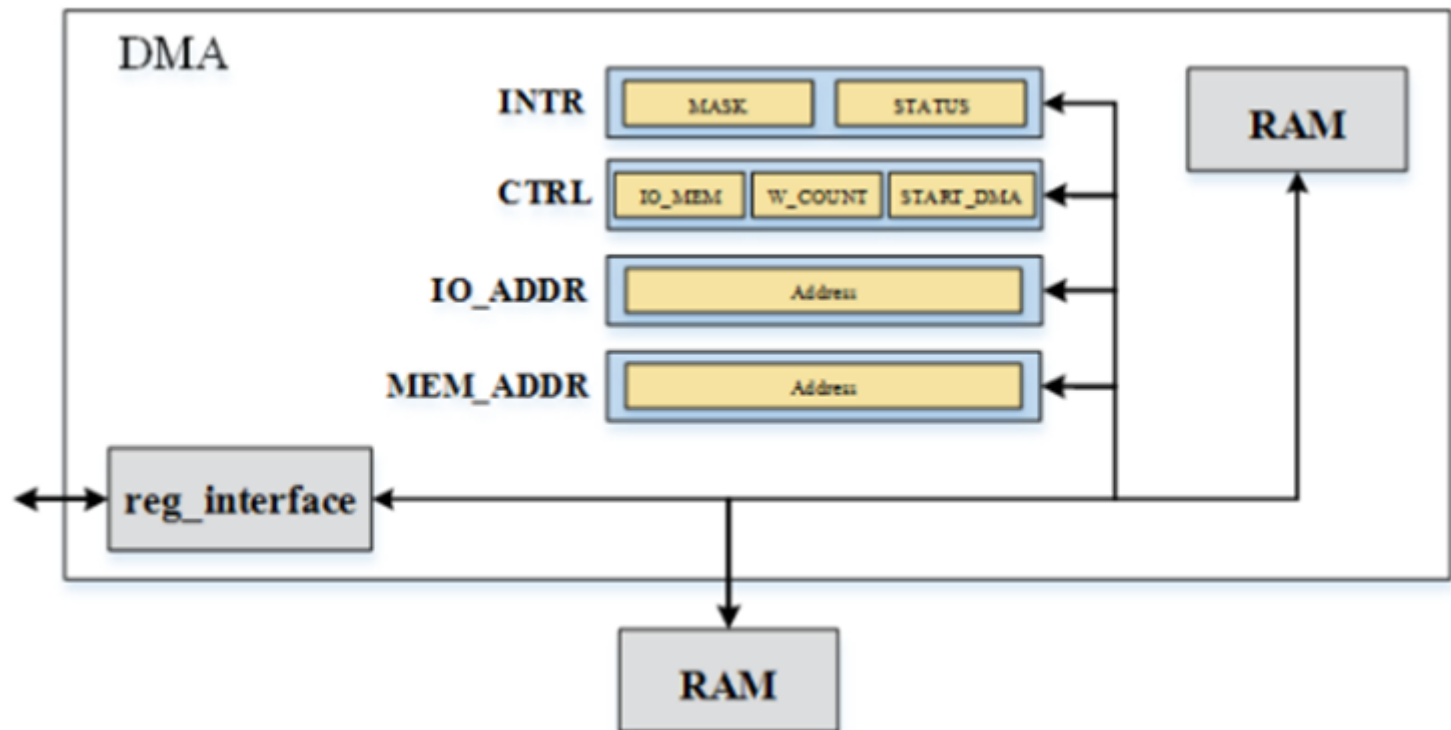 DMA
INTR MASK STATUS
RAM
CTRL IO_MEM W_COUNT START_DMA
IO_ADDR Address
MEM_ADDR Address
reg_interface
RAM